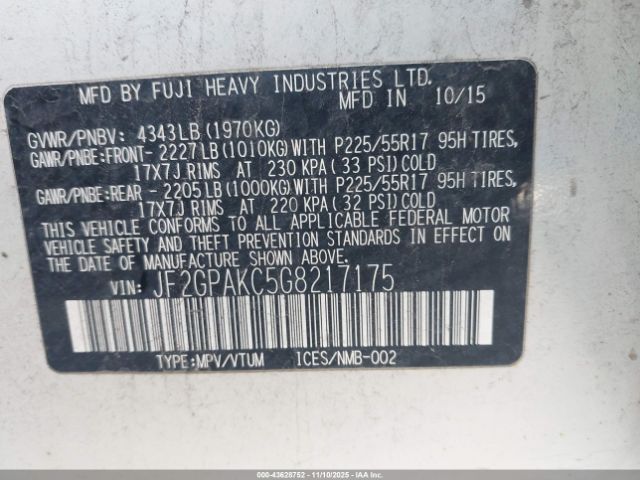 MFD BY FUJI HEAVY INDUSTRIES LTD.
MFD IN 10/15
GVWR/PNBV: 4343LB(1970KG)
GAWR/PNBE:FRONT-2227LB(1010KG)WITH P225/55R17 95H TIRES,
17X7J RIMS AT 230 KPA(33 PSI)COLD
GAWR/PNBE:REAR -2205LB(1000KG)WITH P225/55R17 95H TIRES,
17X7J RIMS AT 220 KPA(32 PSI)COLD
THIS VEHICLE CONFORMS TO ALL APPLICABLE FEDERAL MOTOR
VEHICLE SAFETY AND THEFT PREVENTION STANDARDS IN EFFECT ON
THE DATE OF MANUFACTURE SHOWN ABOVE.
VIN: JF2GPAKC5G8217175
TYPE:MPV/VTUM ICES/NMB-002
000-43628752 - 11/10/2025 - IAA Inc.